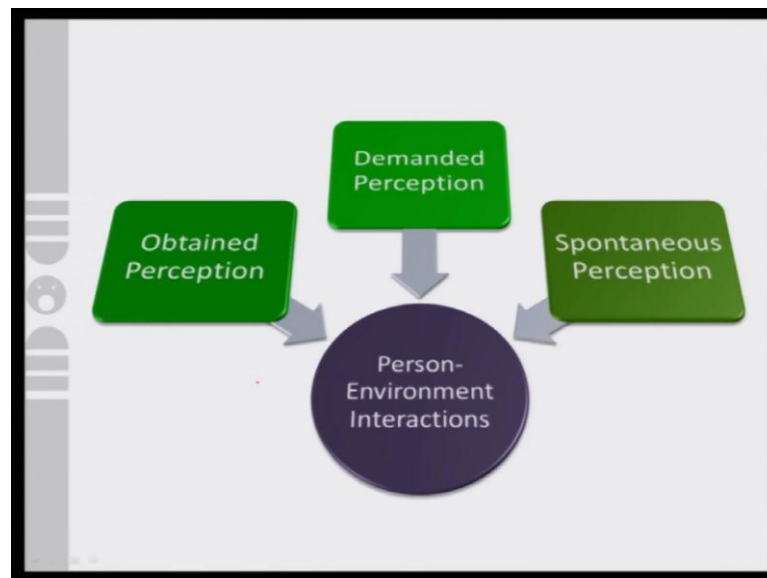 Demanded
Perception
Obtained
Perception
Spontaneous
Perception
Person-
Environment
Interactions